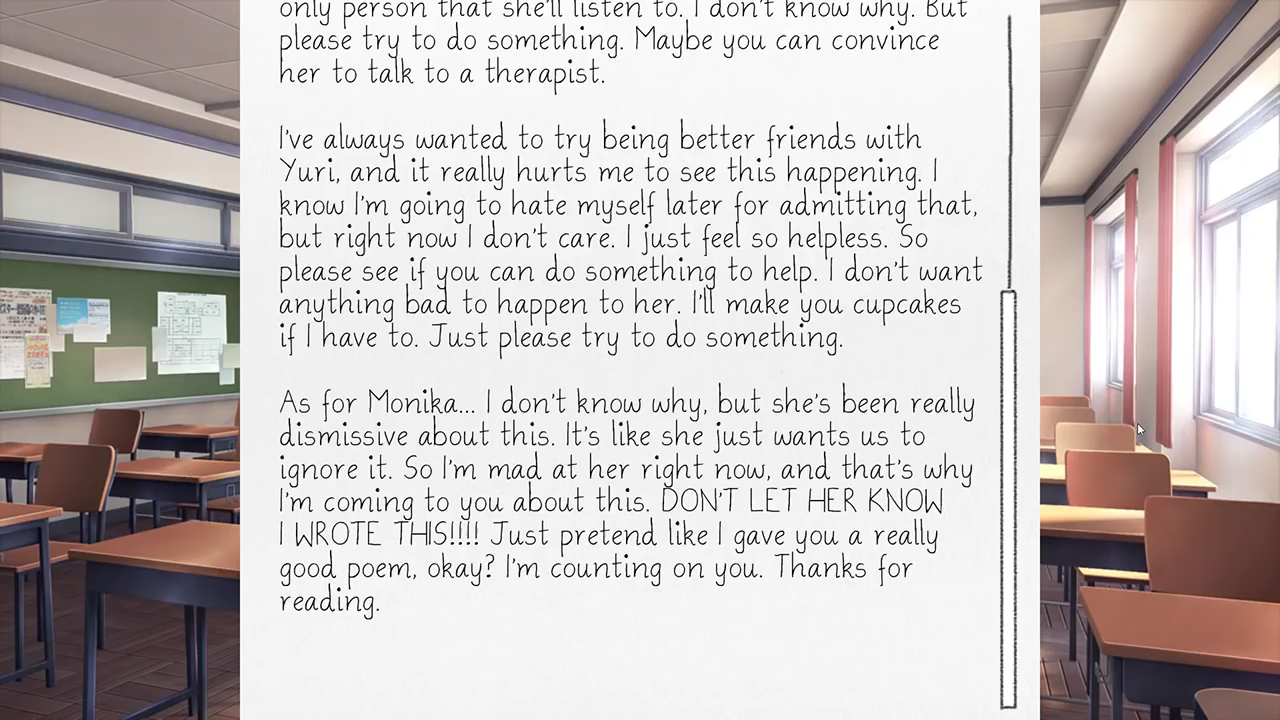 only person that she'll listen to. I don't know why. But
please try to do something. Maybe you can convince
her to talk to a therapist.
I've always wanted to try being better friends with
Yuri, and it really hurts me to see this happening. I
know I'm going to hate myself later for admitting that,
but right now I don't care. I just feel so helpless. So
please see if you can do something to help. I don't want
anything bad to happen to her. I'll make you cupcakes
if I have to. Just please try to do something.
As for Monika... I don't know why, but she's been really
dismissive about this. It's like she just wants us to
ignore it. So I'm mad at her right now, and that's why
I'm coming to you about this. DON'T LET HER KNOW
I WROTE THIS!!!! Just pretend like I gave you a really
good poem, okay? I'm counting on you. Thanks for
reading.